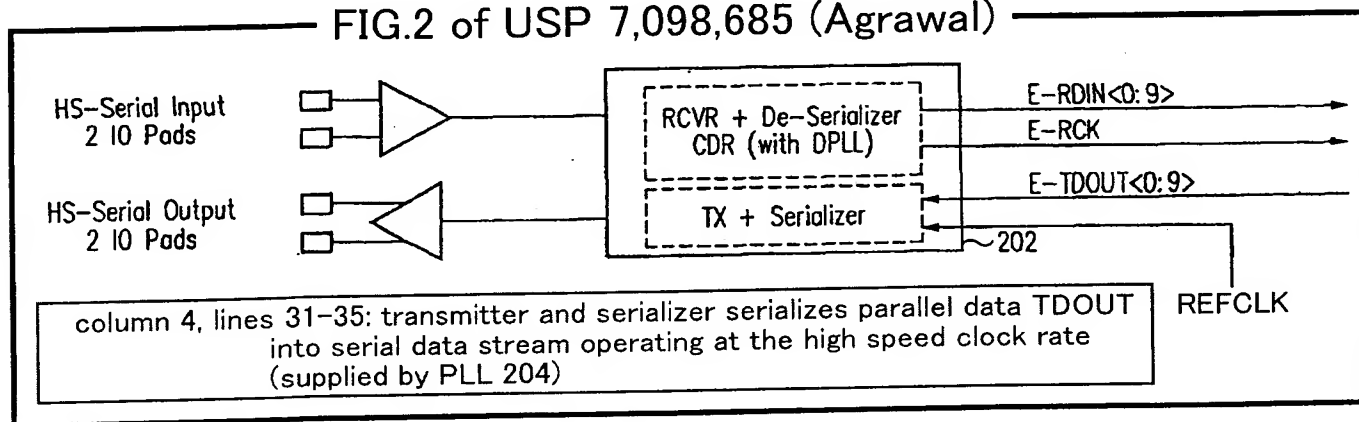 FIG.2 of USP 7,098,685 (Agrawal)
HS-Serial Input
2 IO Pads
RCVR + De-Serializer
CDR (with DPLL)
E-RDIN<0:9>
E-RCK
E-TDOUT<0:9>
HS-Serial Output
2 IO Pads
TX + Serializer
202
REFCLK
column 4, lines 31-35: transmitter and serializer serializes parallel data TDOUT
into serial data stream operating at the high speed clock rate
(supplied by PLL 204)